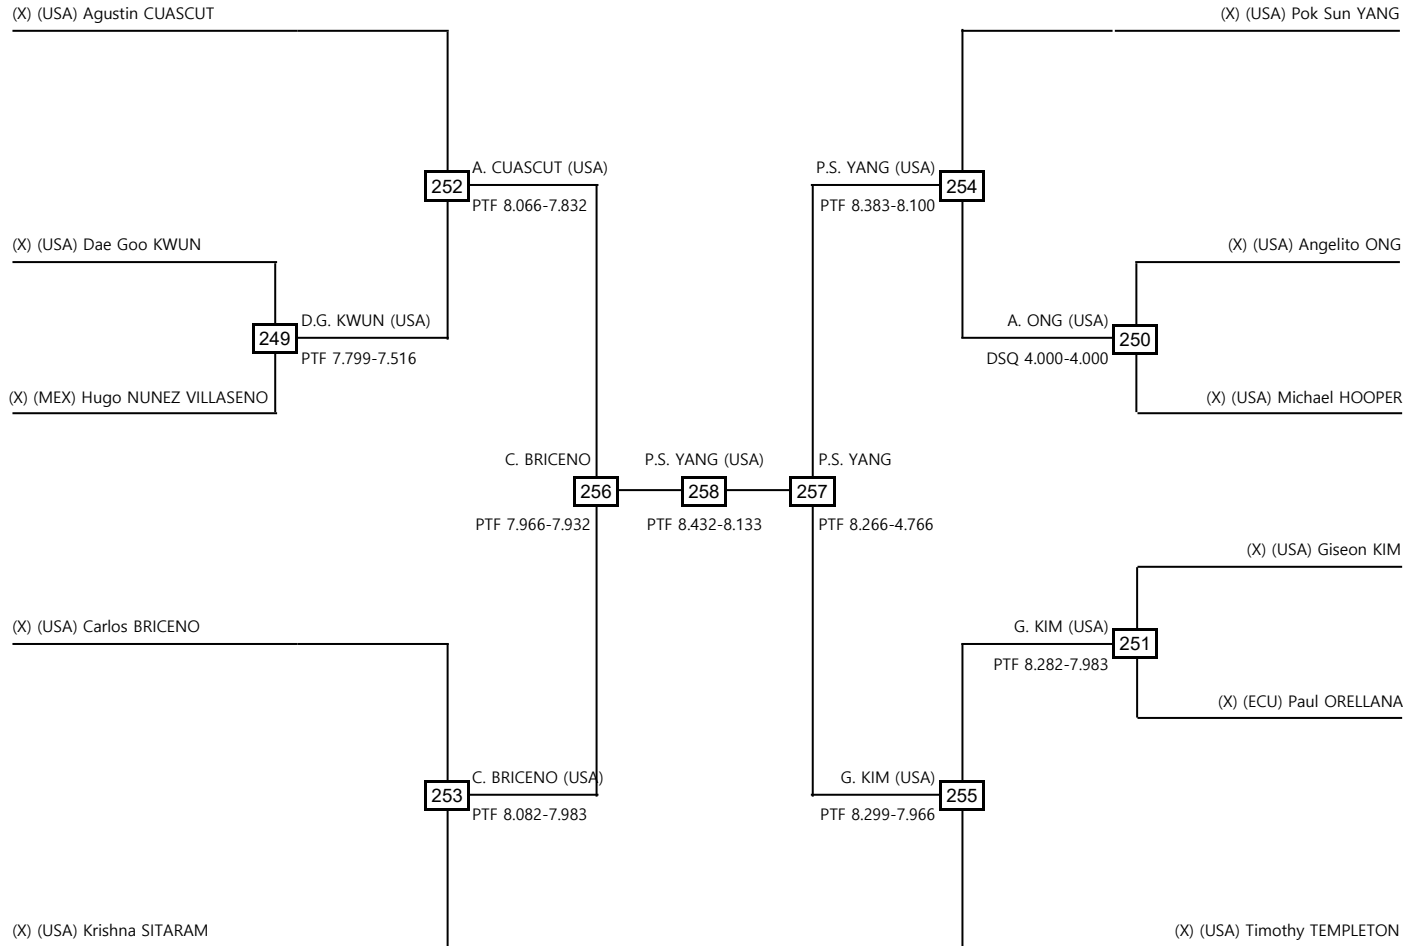 (X) (USA) Agustin CUASCUT
(X) (USA) Pok Sun YANG
A. CUASCUT (USA)
252
PTF 8.066-7.832
P.S. YANG (USA)
254
PTF 8.383-8.100
(X) (USA) Dae Goo KWUN
(X) (USA) Angelito ONG
D.G. KWUN (USA)
249
PTF 7.799-7.516
A. ONG (USA)
250
DSQ 4.000-4.000
(X) (MEX) Hugo NUNEZ VILLASENO
(X) (USA) Michael HOOPER
C. BRICENO
256
PTF 7.966-7.932
P.S. YANG (USA)
258
PTF 8.432-8.133
P.S. YANG
257
PTF 8.266-4.766
(X) (USA) Giseon KIM
(X) (USA) Carlos BRICENO
G. KIM (USA)
251
PTF 8.282-7.983
(X) (ECU) Paul ORELLANA
C. BRICENO (USA)
253
PTF 8.082-7.983
G. KIM (USA)
255
PTF 8.299-7.966
(X) (USA) Krishna SITARAM
(X) (USA) Timothy TEMPLETON